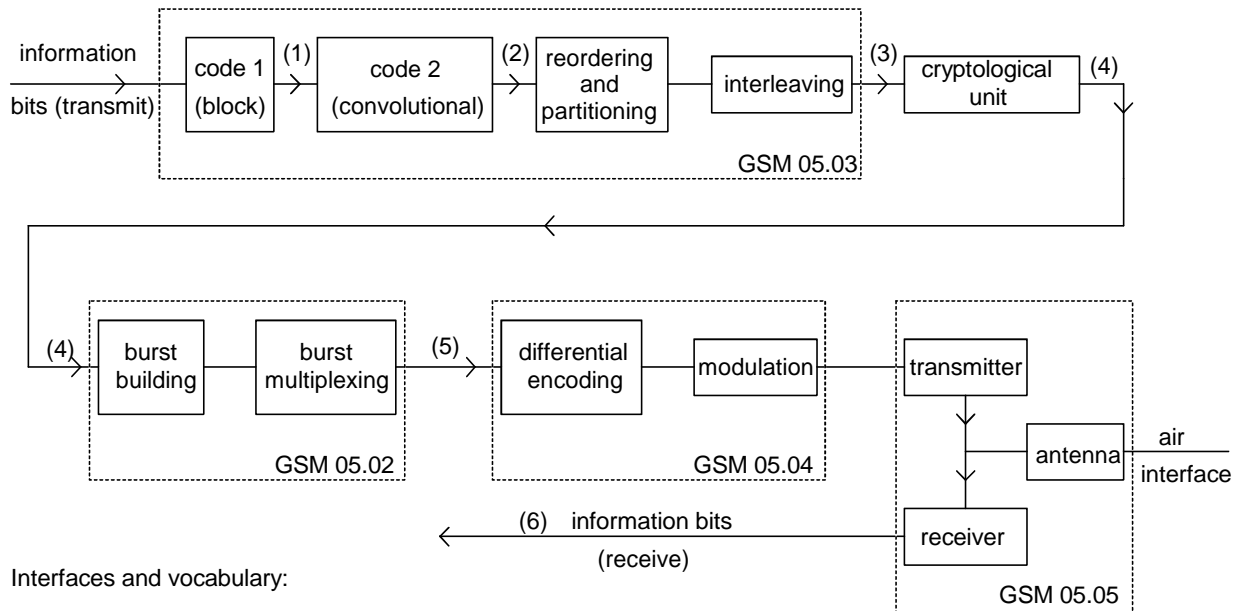 information
bits (transmit)
code 1
(block)
(1)
code 2
(convolutional)
(2)
reordering
and
partitioning
interleaving
(3)
cryptological
unit
(4)
GSM 05.03
(4)
burst
building
burst
multiplexing
(5)
differential
encoding
modulation
transmitter
GSM 05.02
GSM 05.04
antenna
air
interface
(6) information bits
(receive)
receiver
Interfaces and vocabulary:
GSM 05.05